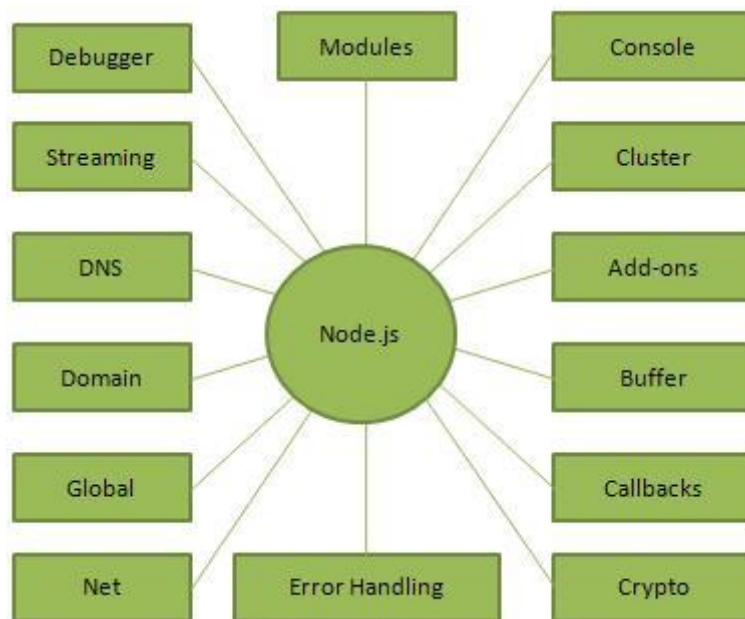 Debugger
Modules
Console
Streaming
Cluster
DNS
Add-ons
Node.js
Domain
Buffer
Global
Callbacks
Net
Error Handling
Crypto